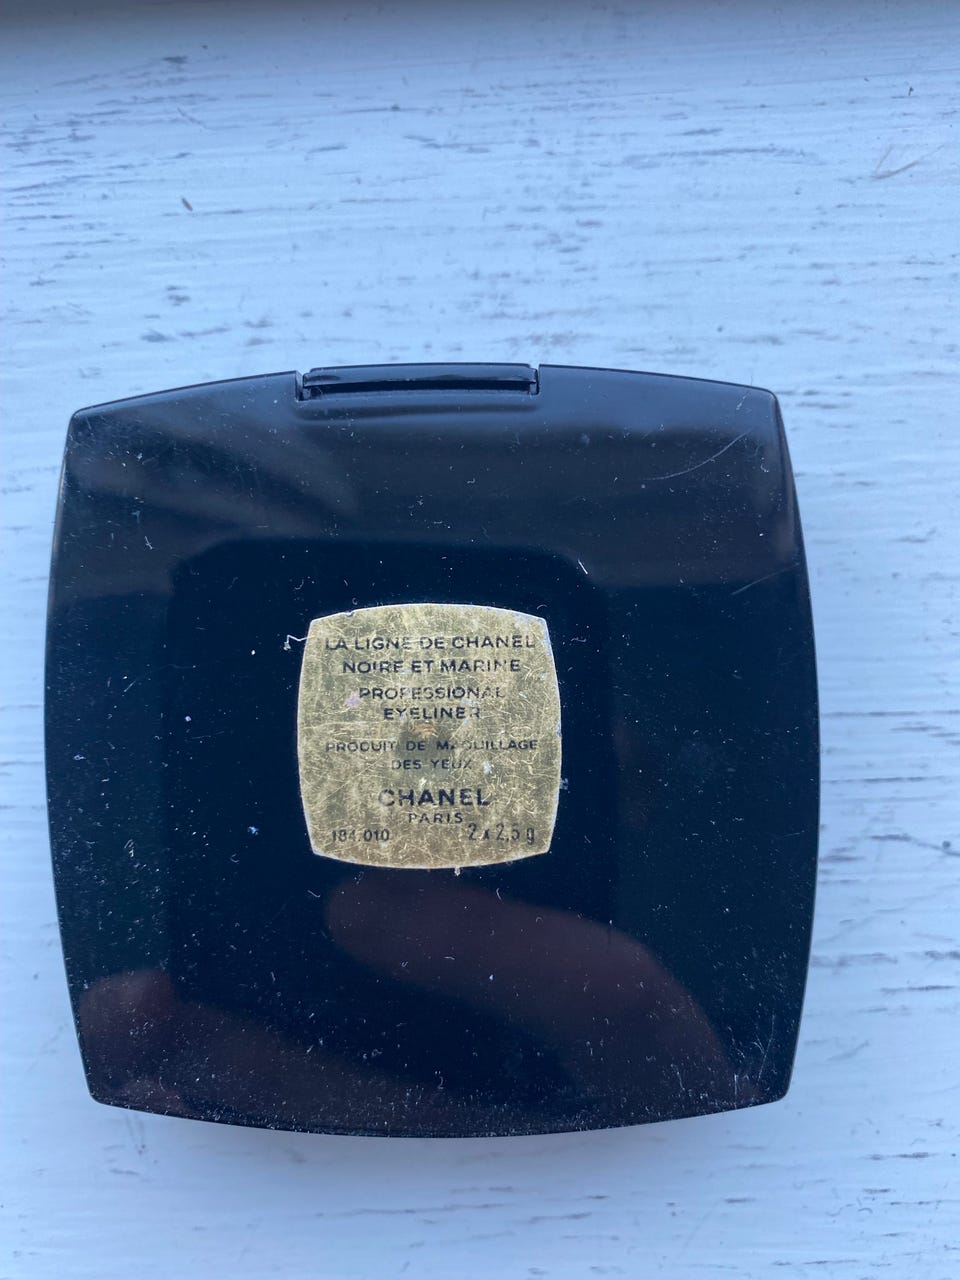 LA LIGNE DE CHANEL
NOIRE ET MARINE
PROFESSIONAL
EYELINER
PRODUIT DE MAQUILLAGE
DES YEUX
CHANEL
PARIS
184 010 2 x 2,5 g